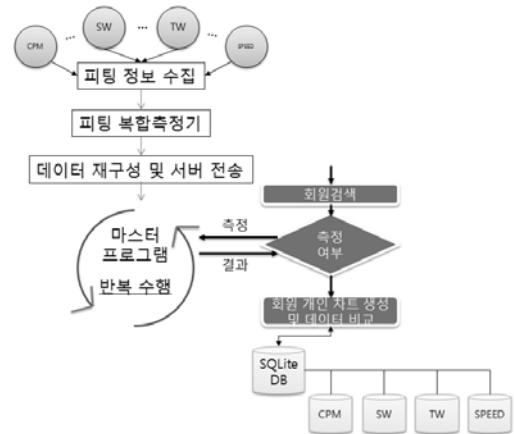 CPM ... SW ... TW ... SPEED
피팅 정보 수집
피팅 복합측정기
데이터 재구성 및 서버 전송
회원검색
마스터
프로그램
반복 수행
측정
결과
측정
여부
회원 개인 차트 생성
및 데이터 비교
SQLite
DB
CPM SW TW SPEED